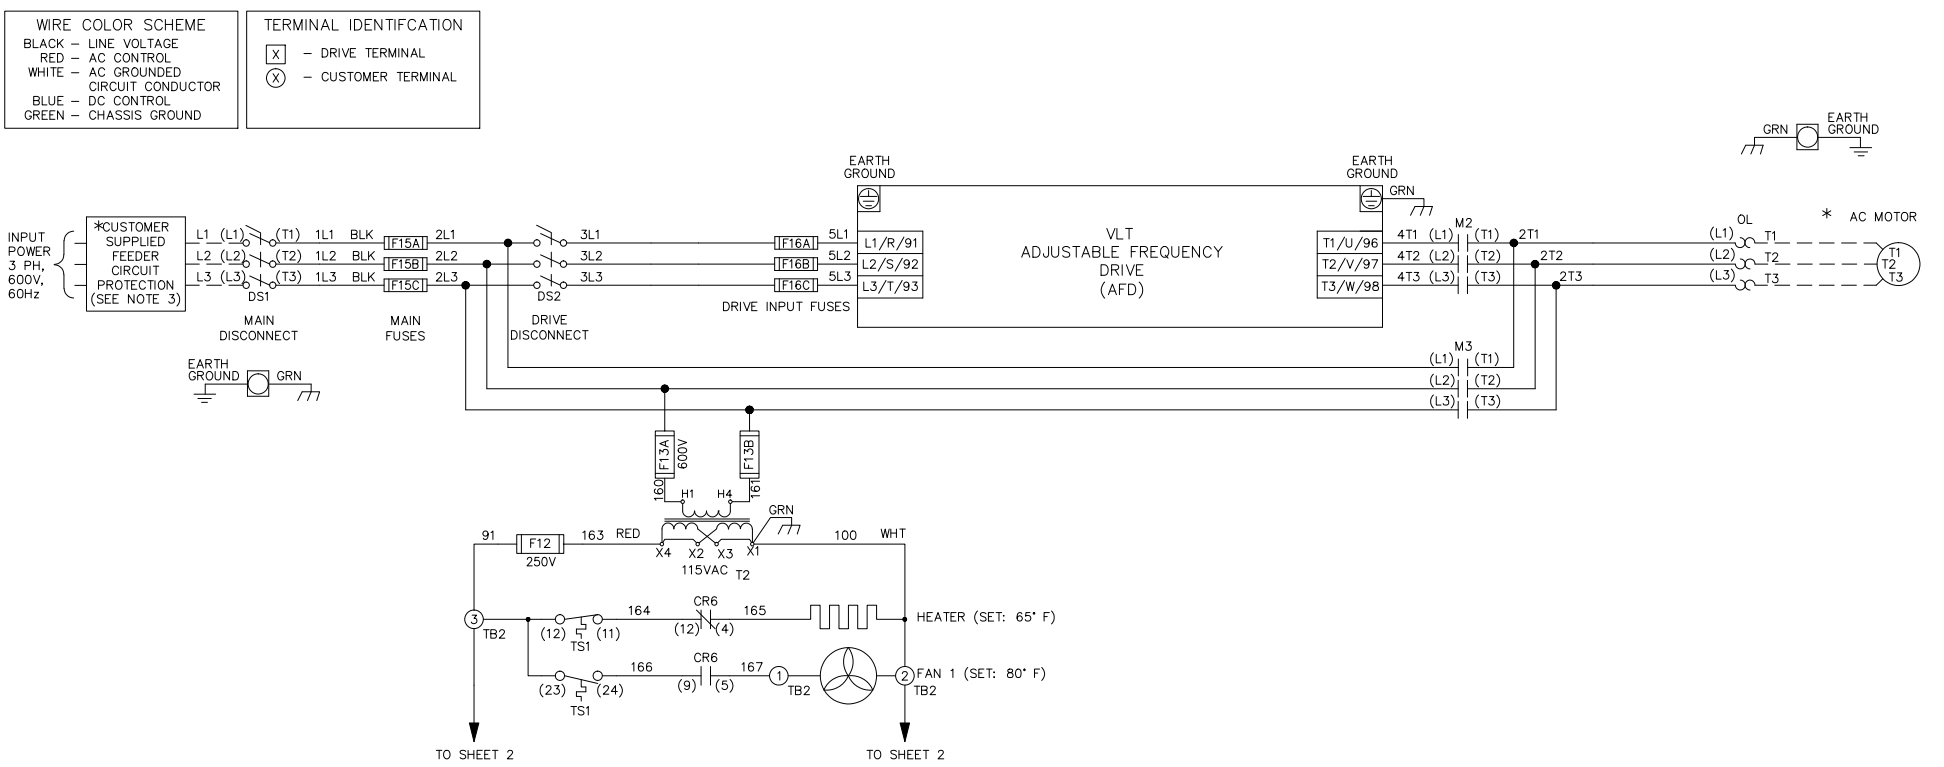 WIRE COLOR SCHEME
BLACK – LINE VOLTAGE
RED – AC CONTROL
WHITE – AC GROUNDED
CIRCUIT CONDUCTOR
BLUE – DC CONTROL
GREEN – CHASSIS GROUND
TERMINAL IDENTIFCATION
X – DRIVE TERMINAL
X – CUSTOMER TERMINAL
GRN
EARTH
GROUND
INPUT
POWER
3 PH,
600V,
60Hz
*CUSTOMER
SUPPLIED
FEEDER
CIRCUIT
PROTECTION
(SEE NOTE 3)
L1 (L1) (T1) 1L1 BLK F15A 2L1 3L1 F16A 5L1 L1/R/91
L2 (L2) (T2) 1L2 BLK F15B 2L2 3L2 F16B 5L2 L2/S/92
L3 (L3) (T3) 1L3 BLK F15C 2L3 3L3 F16C 5L3 L3/T/93
DS1
DS2
MAIN
DISCONNECT
MAIN
FUSES
DRIVE
DISCONNECT
DRIVE INPUT FUSES
EARTH
GROUND
VLT
ADJUSTABLE FREQUENCY
DRIVE
(AFD)
EARTH
GROUND
GRN
M2
T1/U/96 4T1 (L1) (T1) 2T1
T2/V/97 4T2 (L2) (T2) 2T2
T3/W/98 4T3 (L3) (T3) 2T3
OL
(L1) T1
(L2) T2
(L3) T3
* AC MOTOR
T1
T2
T3
EARTH
GROUND
GRN
M3
(L1) (T1)
(L2) (T2)
(L3) (T3)
F13A
600V
F13B
160
161
H1 H4
GRN
91 F12 163 RED
250V
X4 X2 X3 X1
115VAC T2
100 WHT
3 TB2
(12) (11) 164 CR6 165
TS1
(12) (4)
HEATER (SET: 65° F)
(23) (24) 166 CR6 167
TS1
(9) (5)
1 TB2
2 TB2
FAN 1 (SET: 80° F)
TO SHEET 2
TO SHEET 2